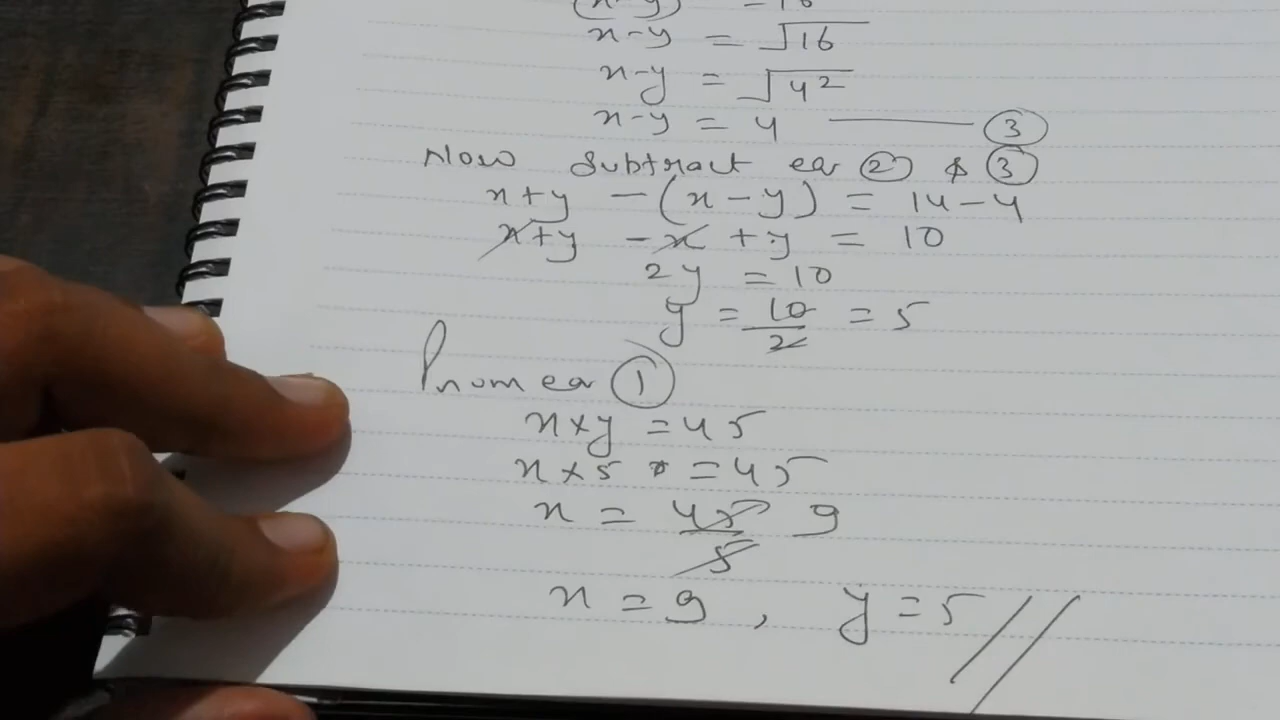 (x-y) = 16
x-y = √16
x-y = √4²
x-y = 4 ——— ③
Now subtract eq ② & ③
x+y - (x-y) = 14-4
x+y - x + y = 10
2y = 10
y = 10/2 = 5
From eq ①
x×y = 45
x×5 = 45
x = 45/5 9
x = 9, y = 5 //